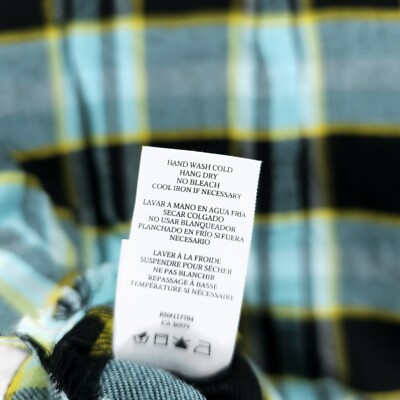 HAND WASH COLD
HANG DRY
NO BLEACH
COOL IRON IF NECESSARY
LAVAR A MANO EN AGUA FRÍA
SECAR COLGADO
NO USAR BLANQUEADOR
PLANCHADO EN FRÍO SI FUERA
NECESARIO
LAVER À LA FROIDE
SUSPENDRE POUR SÉCHER
NE PAS BLANCHIR
REPASSAGE À BASSE
TEMPÉRATURE SI NÉCESSAIRE
CA